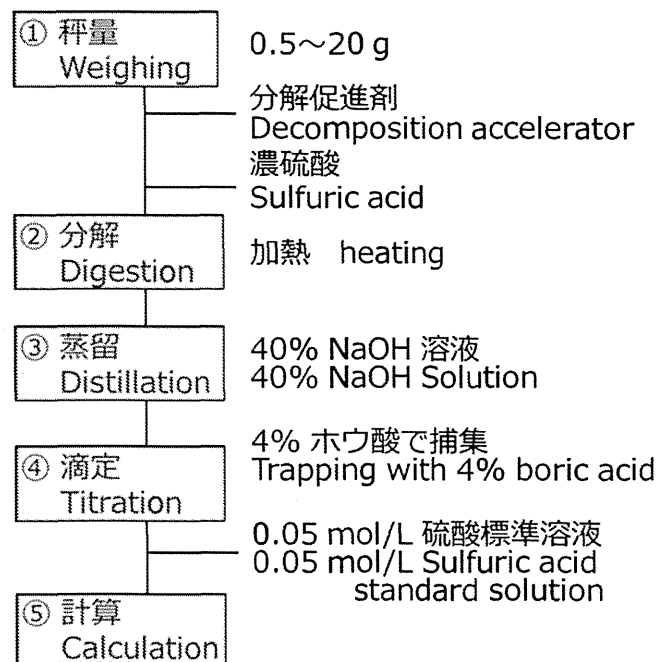 ① 秤量
Weighing
0.5～20 g
分解促進剤
Decomposition accelerator
濃硫酸
Sulfuric acid
② 分解
Digestion
加熱 heating
③ 蒸留
Distillation
40% NaOH 溶液
40% NaOH Solution
4% ホウ酸で捕集
Trapping with 4% boric acid
④ 滴定
Titration
0.05 mol/L 硫酸標準溶液
0.05 mol/L Sulfuric acid
standard solution
⑤ 計算
Calculation